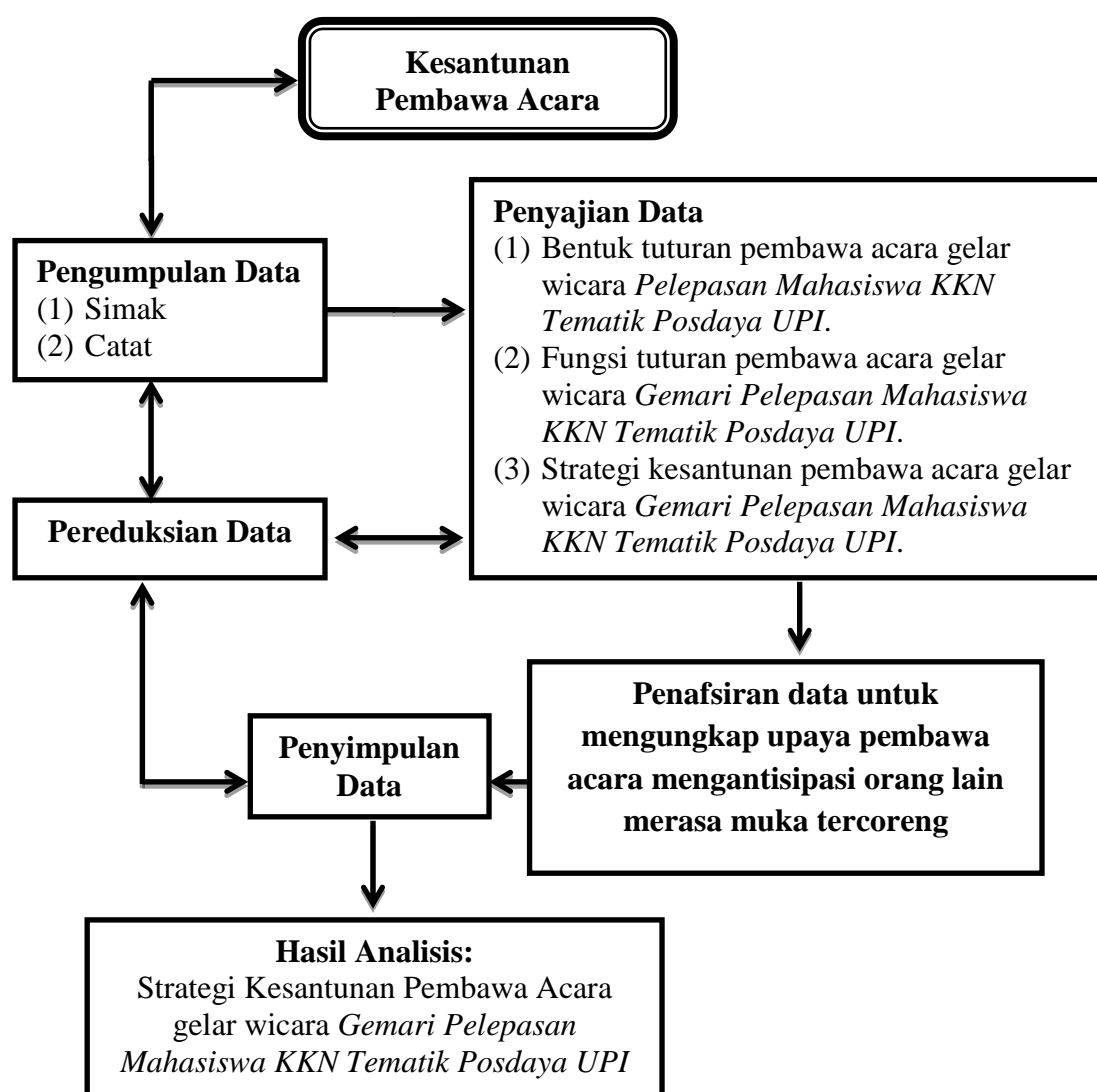 Kesantunan
Pembawa Acara
Pengumpulan Data
(1) Simak
(2) Catat
Penyajian Data
(1) Bentuk tuturan pembawa acara gelar
wicara Pelepasan Mahasiswa KKN
Tematik Posdaya UPI.
(2) Fungsi tuturan pembawa acara gelar
wicara Gemari Pelepasan Mahasiswa
KKN Tematik Posdaya UPI.
(3) Strategi kesantunan pembawa acara gelar
wicara Gemari Pelepasan Mahasiswa
KKN Tematik Posdaya UPI.
Pereduksian Data
Penafsiran data untuk
mengungkap upaya pembawa
acara mengantisipasi orang lain
merasa muka tercoreng
Penyimpulan
Data
Hasil Analisis:
Strategi Kesantunan Pembawa Acara
gelar wicara Gemari Pelepasan
Mahasiswa KKN Tematik Posdaya UPI